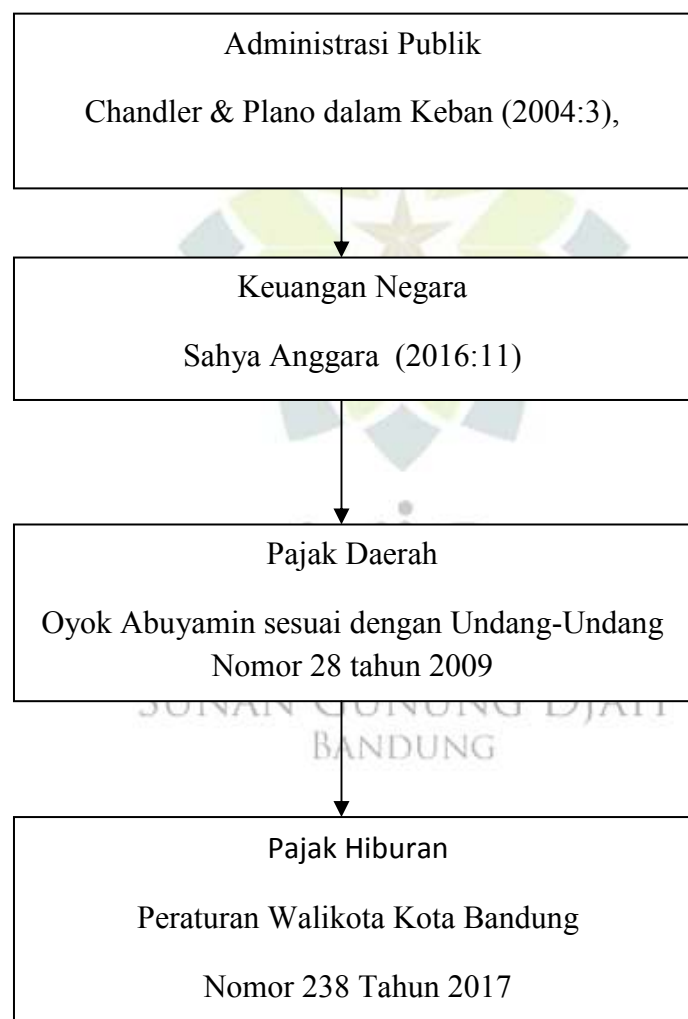 Administrasi Publik
Chandler & Plano dalam Keban (2004:3),
Keuangan Negara
Sahya Anggara (2016:11)
Pajak Daerah
Oyok Abuyamin sesuai dengan Undang-Undang
Nomor 28 tahun 2009
SUNAN GUNUNG DJATI
BANDUNG
Pajak Hiburan
Peraturan Walikota Kota Bandung
Nomor 238 Tahun 2017